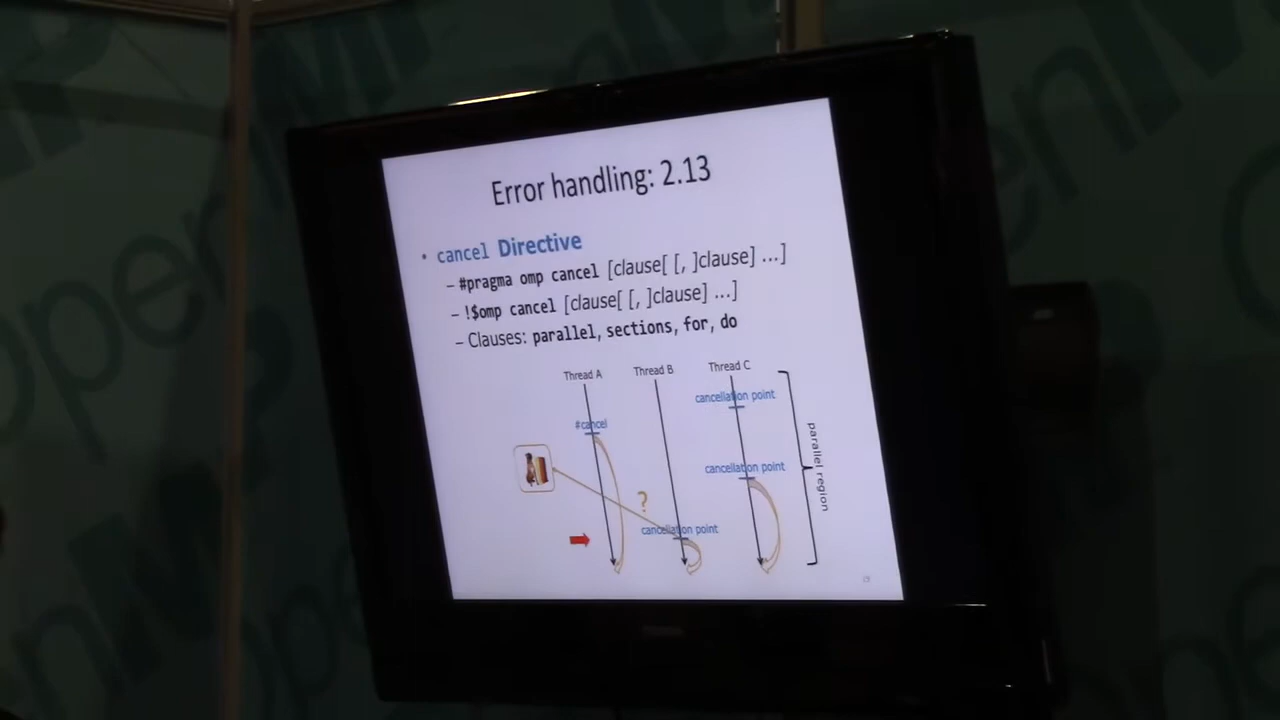 Error handling: 2.13
• cancel Directive
– #pragma omp cancel [clause[ [, ]clause] ...]
– !$omp cancel [clause[ [, ]clause] ...]
– Clauses: parallel, sections, for, do
Thread A Thread B Thread C
cancellation point
#cancel
cancellation point
parallel region
?
cancellation point